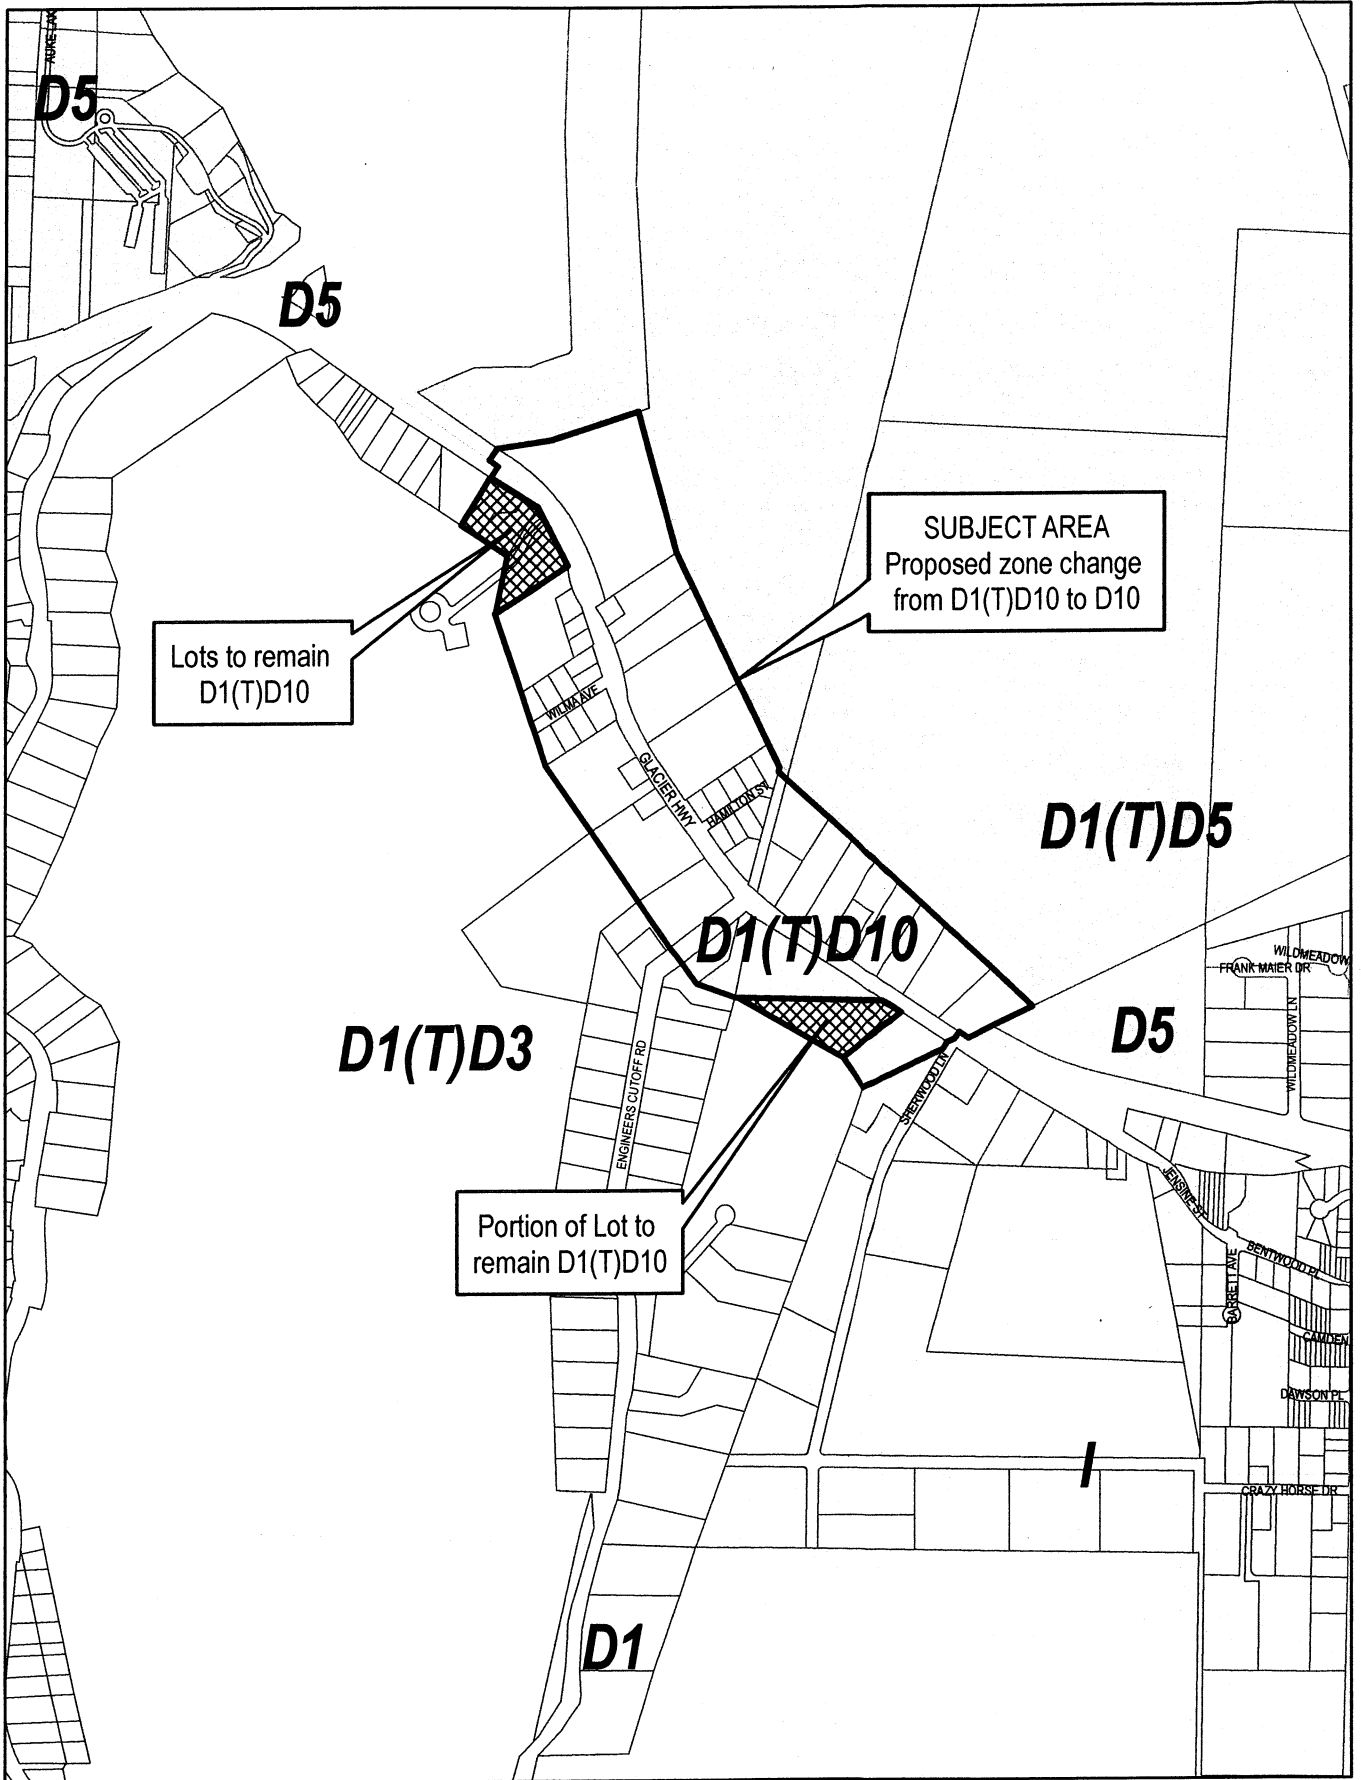 AUKE LAK
D5
D5
SUBJECT AREA
Proposed zone change
from D1(T)D10 to D10
Lots to remain
D1(T)D10
WILMA AVE
GLACIER HWY
HAMILTON ST
D1(T)D5
D1(T)D10
WILDMEADOW
FRANK MAIER DR
WILDMEADOW LN
D5
D1(T)D3
ENGINEERS CUTOFF RD
SHERWOOD LN
Portion of Lot to
remain D1(T)D10
JENSINE ST
BENTWOOD PL
BARRETT AVE
CAMDEN
DAWSON PL
I
CRAZY HORSE DR
D1